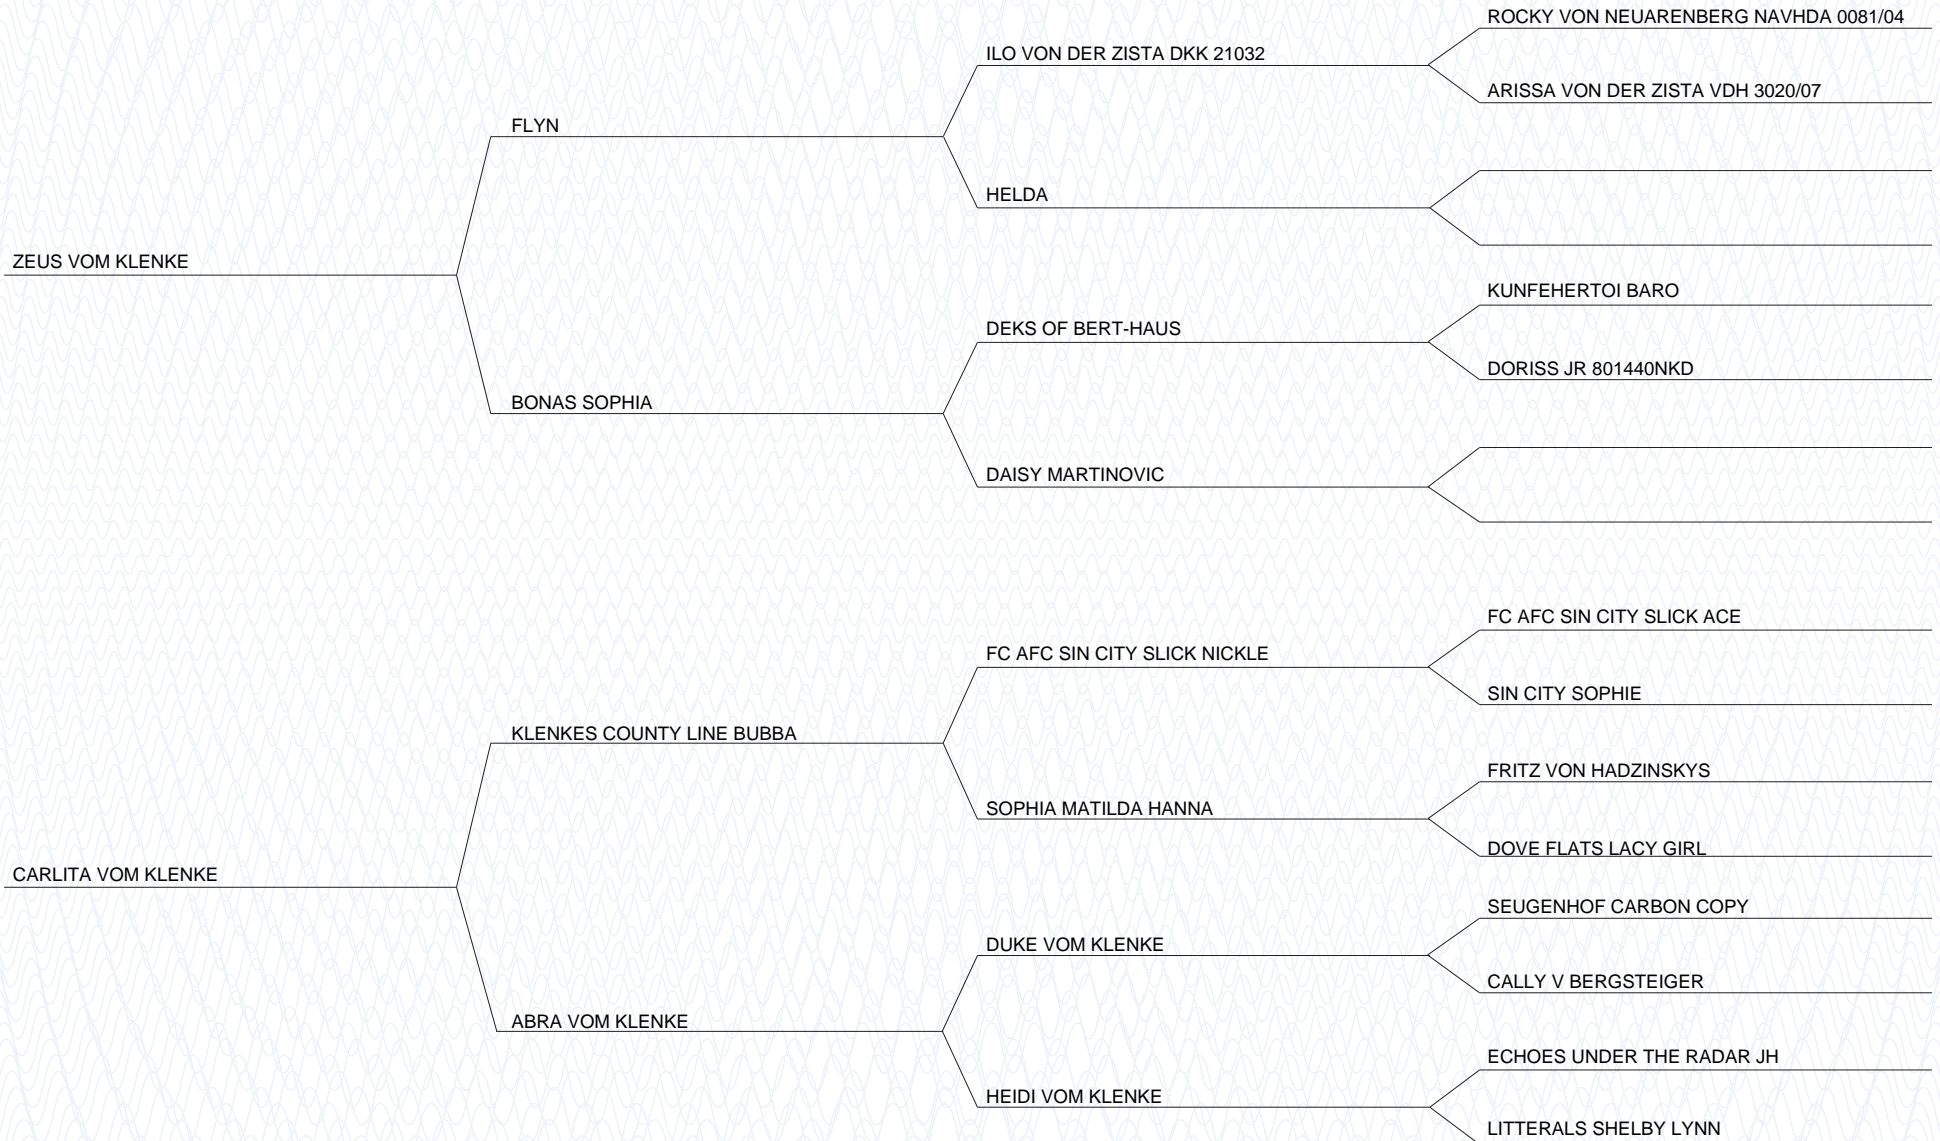 ROCKY VON NEUARENBERG NAVHDA 0081/04
ILO VON DER ZISTA DKK 21032
ARISSA VON DER ZISTA VDH 3020/07
FLYN
HELDA
ZEUS VOM KLENKE
KUNFEHERTOI BARO
DEKS OF BERT-HAUS
DORISS JR 801440NKD
BONAS SOPHIA
DAISY MARTINOVIC
FC AFC SIN CITY SLICK ACE
FC AFC SIN CITY SLICK NICKLE
SIN CITY SOPHIE
KLENKES COUNTY LINE BUBBA
FRITZ VON HADZINSKYS
SOPHIA MATILDA HANNA
DOVE FLATS LACY GIRL
CARLITA VOM KLENKE
SEUGENHOF CARBON COPY
DUKE VOM KLENKE
CALLY V BERGSTEIGER
ABRA VOM KLENKE
ECHOES UNDER THE RADAR JH
HEIDI VOM KLENKE
LITTERALS SHELBY LYNN